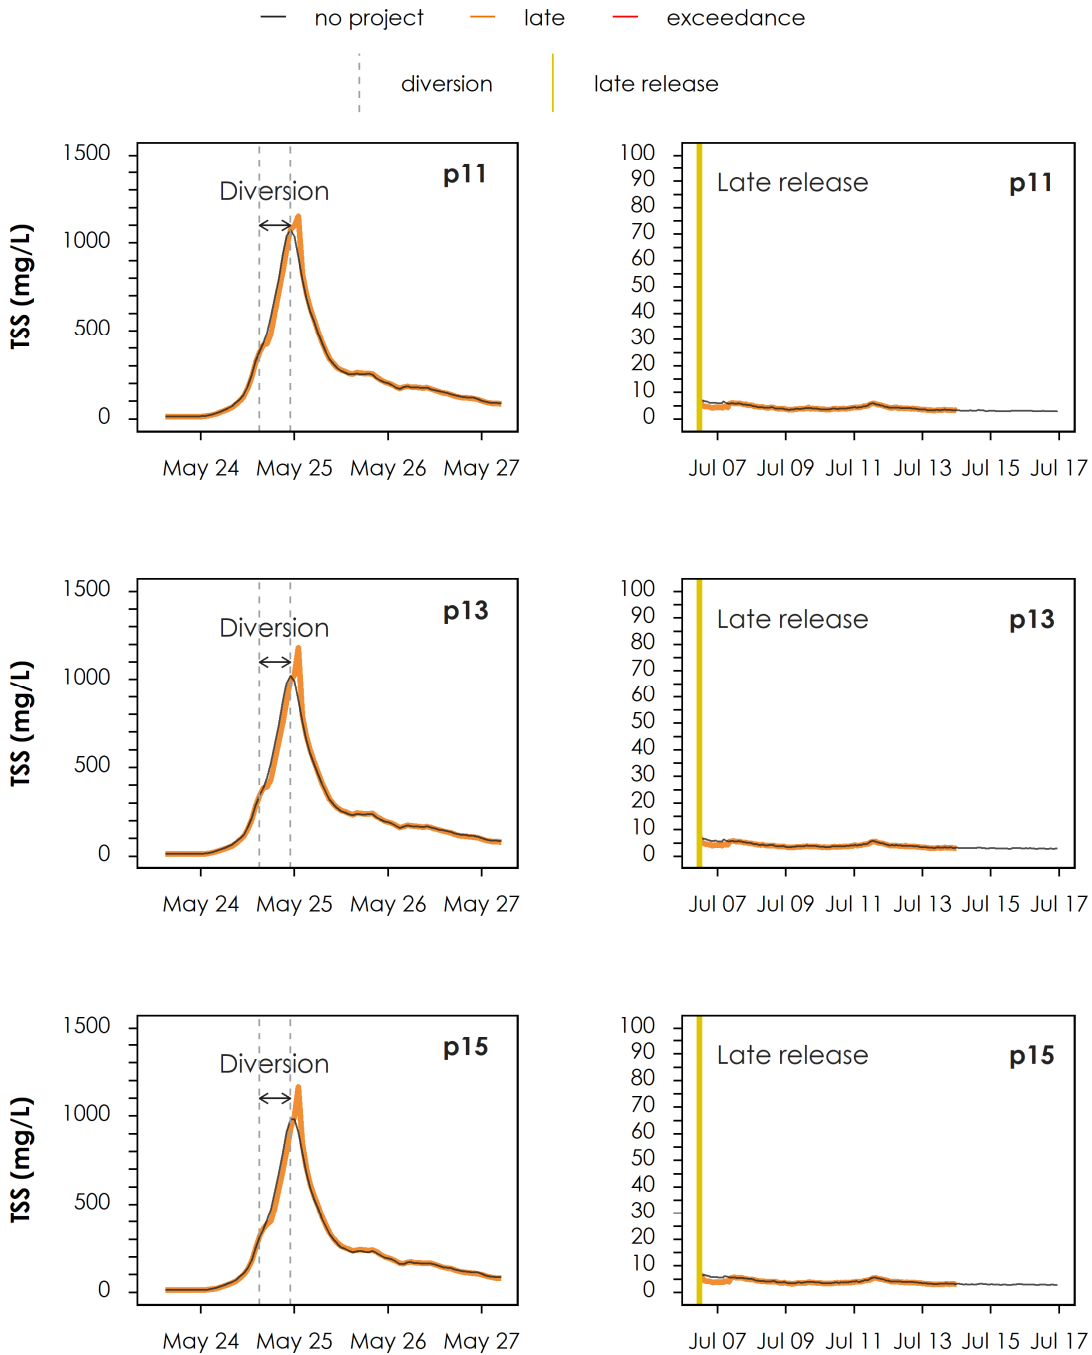 no project late exceedance
diversion late release
TSS (mg/L)
1500
1000
500
0
Diversion
p11
May 24 May 25 May 26 May 27
100
90
80
70
60
50
40
30
20
10
0
Late release
p11
Jul 07 Jul 09 Jul 11 Jul 13 Jul 15 Jul 17
TSS (mg/L)
1500
1000
500
0
Diversion
p13
May 24 May 25 May 26 May 27
100
90
80
70
60
50
40
30
20
10
0
Late release
p13
Jul 07 Jul 09 Jul 11 Jul 13 Jul 15 Jul 17
TSS (mg/L)
1500
1000
500
0
Diversion
p15
May 24 May 25 May 26 May 27
100
90
80
70
60
50
40
30
20
10
0
Late release
p15
Jul 07 Jul 09 Jul 11 Jul 13 Jul 15 Jul 17